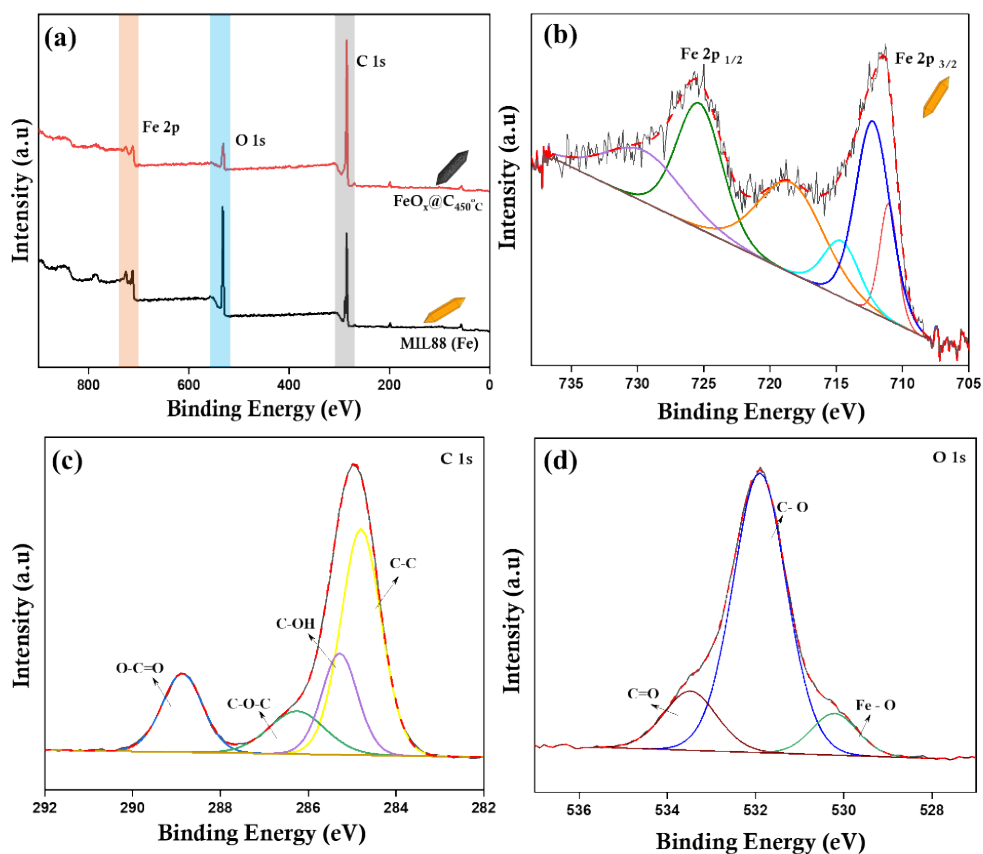 (a)
C 1s
Fe 2p
O 1s
FeOx@C450°C
MIL88 (Fe)
Intensity (a.u)
800 600 400 200 0
Binding Energy (eV)
(b)
Fe 2p 1/2
Fe 2p 3/2
Intensity (a.u)
735 730 725 720 715 710 705
Binding Energy (eV)
(c)
C 1s
C-C
C-OH
O-C=O
C-O-C
Intensity (a.u)
292 290 288 286 284 282
Binding Energy (eV)
(d)
O 1s
C- O
C=O
Fe - O
Intensity (a.u)
536 534 532 530 528
Binding Energy (eV)